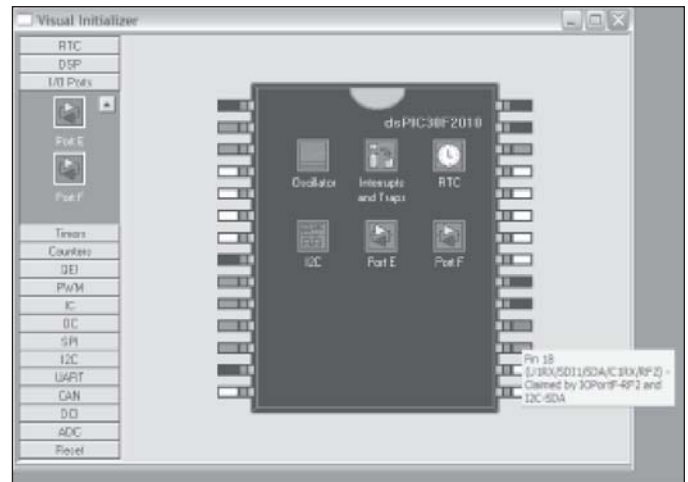 Visual Initializer
RTC
DSP
I/O Ports
Port E
Port F
Timers
Counters
QEI
PWM
IC
OC
SPI
I2C
UART
CAN
DCI
ADC
Reset
dsPIC30F2010
Oscillator
Interrupts
and Traps
RTC
I2C
Port E
Port F
Pin 18
(U1RX/SDI1/SDA/C1RX/RF2) -
Claimed by IOPortF-RF2 and
I2C-SDA